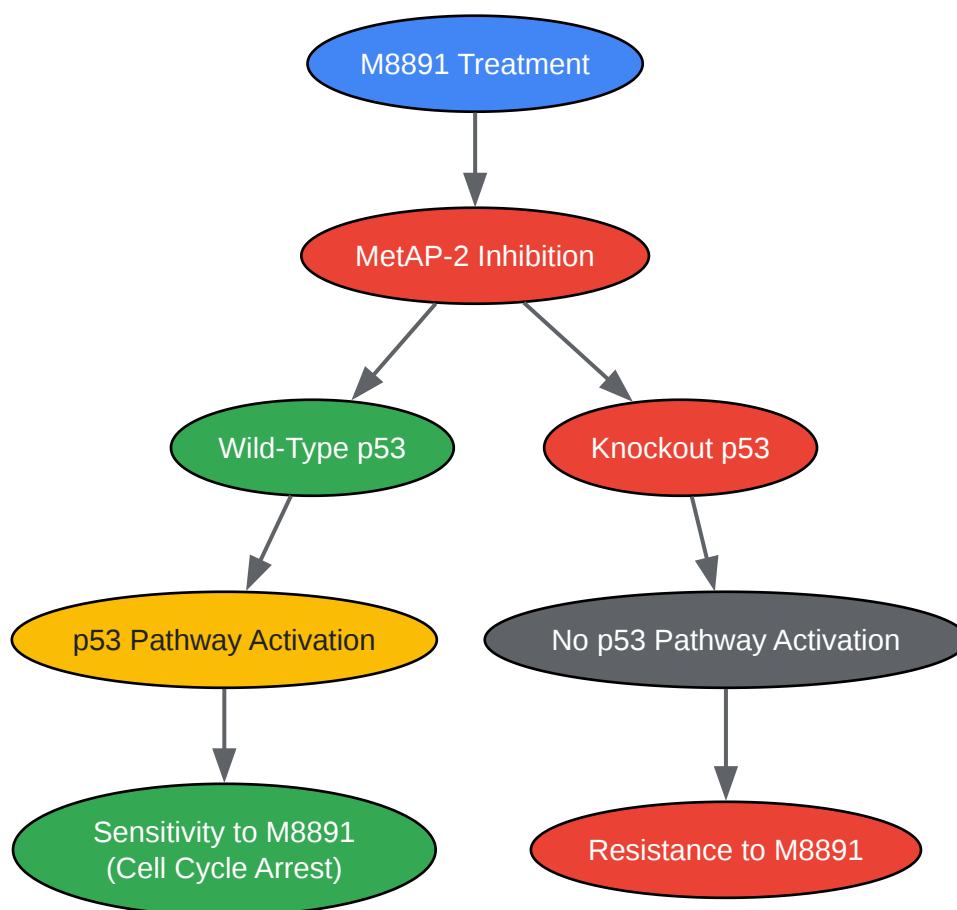 M8891 Treatment
MetAP-2 Inhibition
Wild-Type p53
Knockout p53
p53 Pathway Activation
No p53 Pathway Activation
Sensitivity to M8891
(Cell Cycle Arrest)
Resistance to M8891